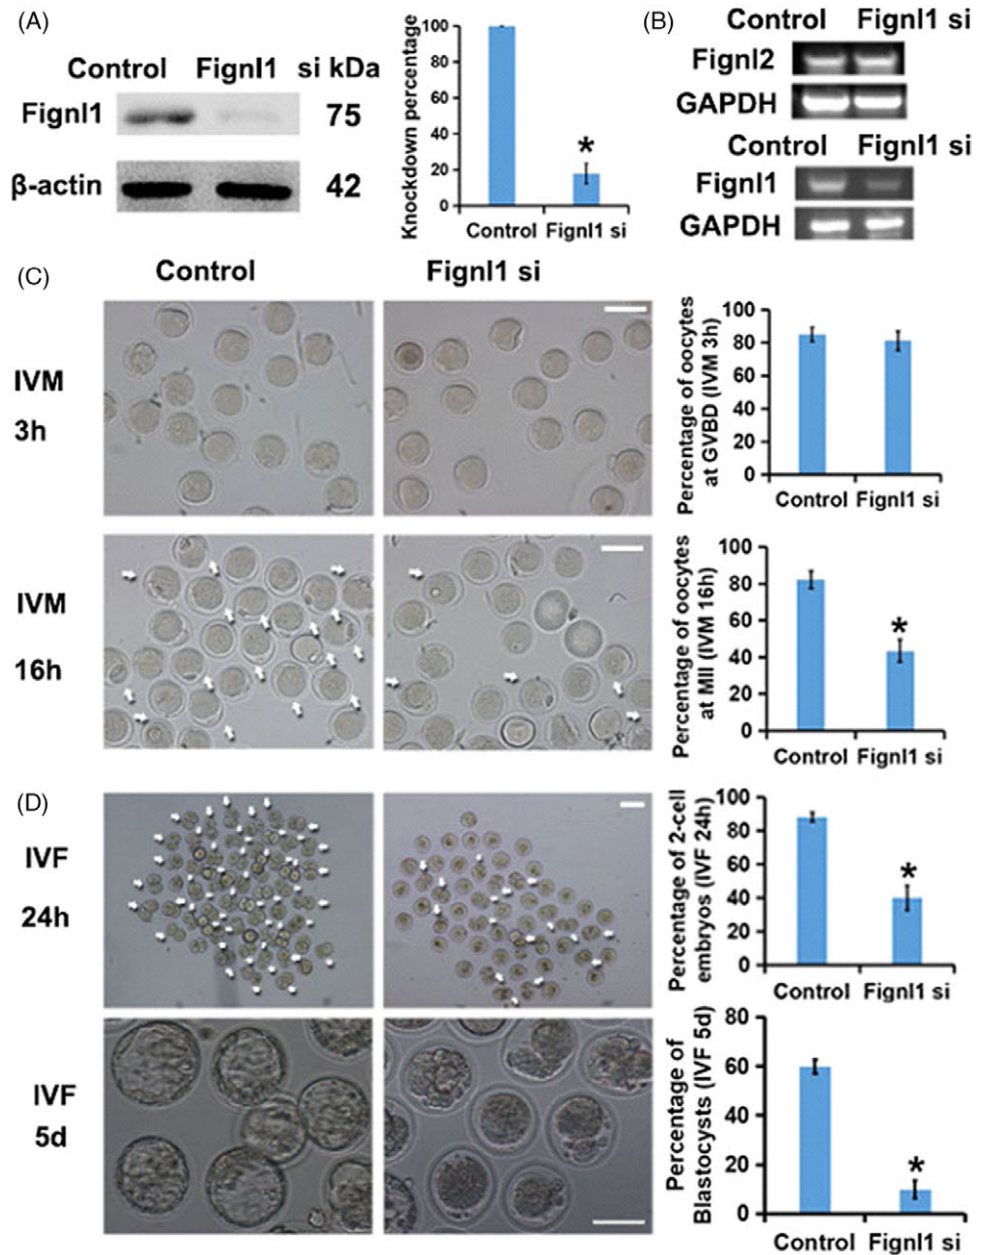 (A)
Control Fignl1 si kDa
Fignl1 75
β-actin 42
Knockdown percentage
100
80
60
40
20
0
Control Fignl1 si
*
(B)
Control Fignl1 si
Fignl2
GAPDH
Control Fignl1 si
Fignl1
GAPDH
(C)
Control Fignl1 si
IVM
3h
Percentage of oocytes
at GVBD (IVM 3h)
100
80
60
40
20
0
Control Fignl1 si
IVM
16h
Percentage of oocytes
at MII (IVM 16h)
100
80
60
40
20
0
*
Control Fignl1 si
(D)
IVF
24h
Percentage of 2-cell
embryos (IVF 24h)
100
80
60
40
20
0
*
Control Fignl1 si
IVF
5d
Percentage of
Blastocysts (IVF 5d)
80
60
40
20
0
*
Control Fignl1 si